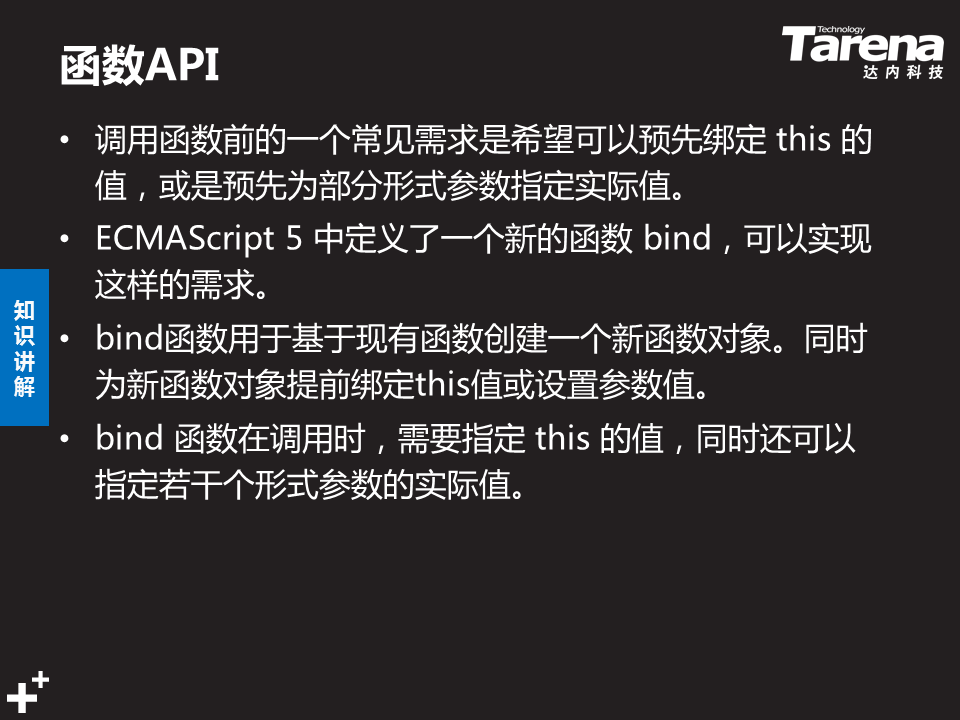 函数API
Technology
Tarena
达内科技
• 调用函数前的一个常见需求是希望可以预先绑定 this 的
值，或是预先为部分形式参数指定实际值。
• ECMAScript 5 中定义了一个新的函数 bind，可以实现
这样的需求。
• bind函数用于基于现有函数创建一个新函数对象。同时
为新函数对象提前绑定this值或设置参数值。
• bind 函数在调用时，需要指定 this 的值，同时还可以
指定若干个形式参数的实际值。
知
识
讲
解